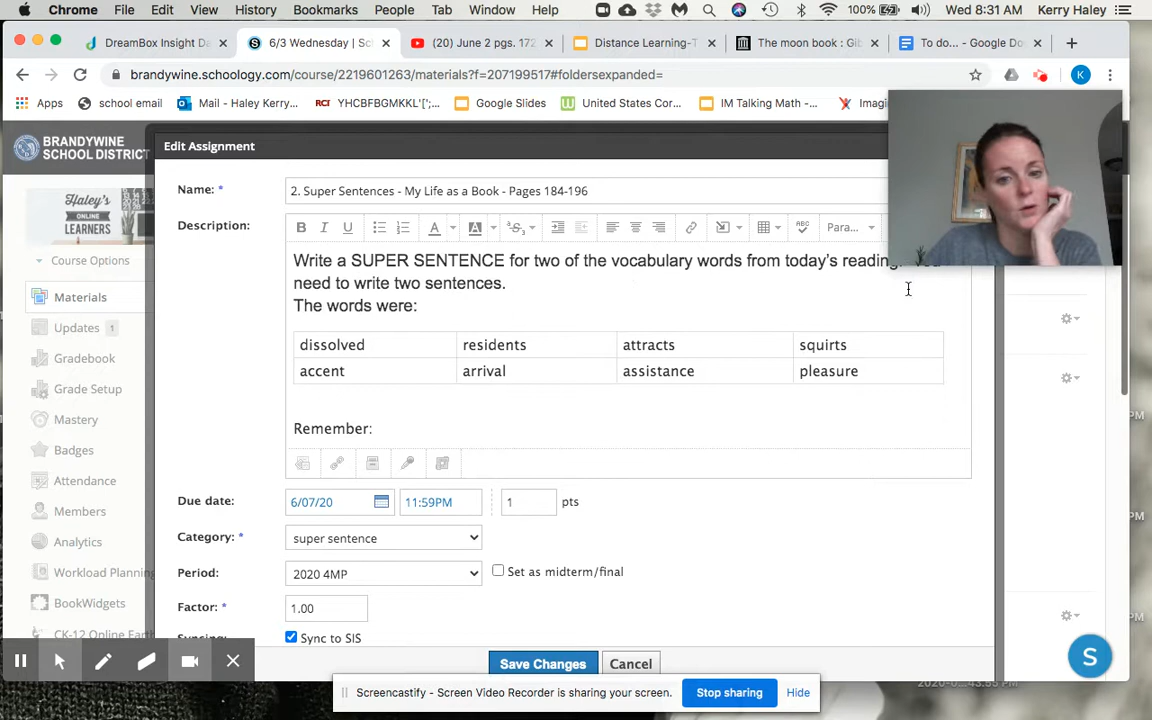 Chrome File Edit View History Bookmarks People Tab Window Help 100% Wed 8:31 AM Kerry Haley
DreamBox Insight Da × 6/3 Wednesday | Sc × (20) June 2 pgs. 172 × Distance Learning-T × The moon book : Gib × To do... - Google Do × +
brandywine.schoology.com/course/2219601263/materials?f=207199517#foldersexpanded= K
Apps school email Mail - Haley Kerry... RCI YHCBFBGMKKL'[';... Google Slides United States Cor... IM Talking Math -... Imagi
BRANDYWINE
SCHOOL DISTRICT
Edit Assignment
Name: * 2. Super Sentences - My Life as a Book - Pages 184-196
Haley's
ONLINE
LEARNERS
Description: B I U A A S ABC Para...
Write a SUPER SENTENCE for two of the vocabulary words from today's reading.
need to write two sentences.
The words were:
dissolved residents attracts squirts
accent arrival assistance pleasure
Remember:
Course Options
Materials
Updates 1
Gradebook
Grade Setup
Mastery
Badges
Attendance
Members
Analytics
Workload Planning
BookWidgets
CK-12 Online Eart
Due date: 6/07/20 11:59PM 1 pts
Category: * super sentence
Period: 2020 4MP Set as midterm/final
Factor: * 1.00
Syncing: Sync to SIS
Save Changes Cancel
S
PM
PM
PM
Screencastify - Screen Video Recorder is sharing your screen. Stop sharing Hide